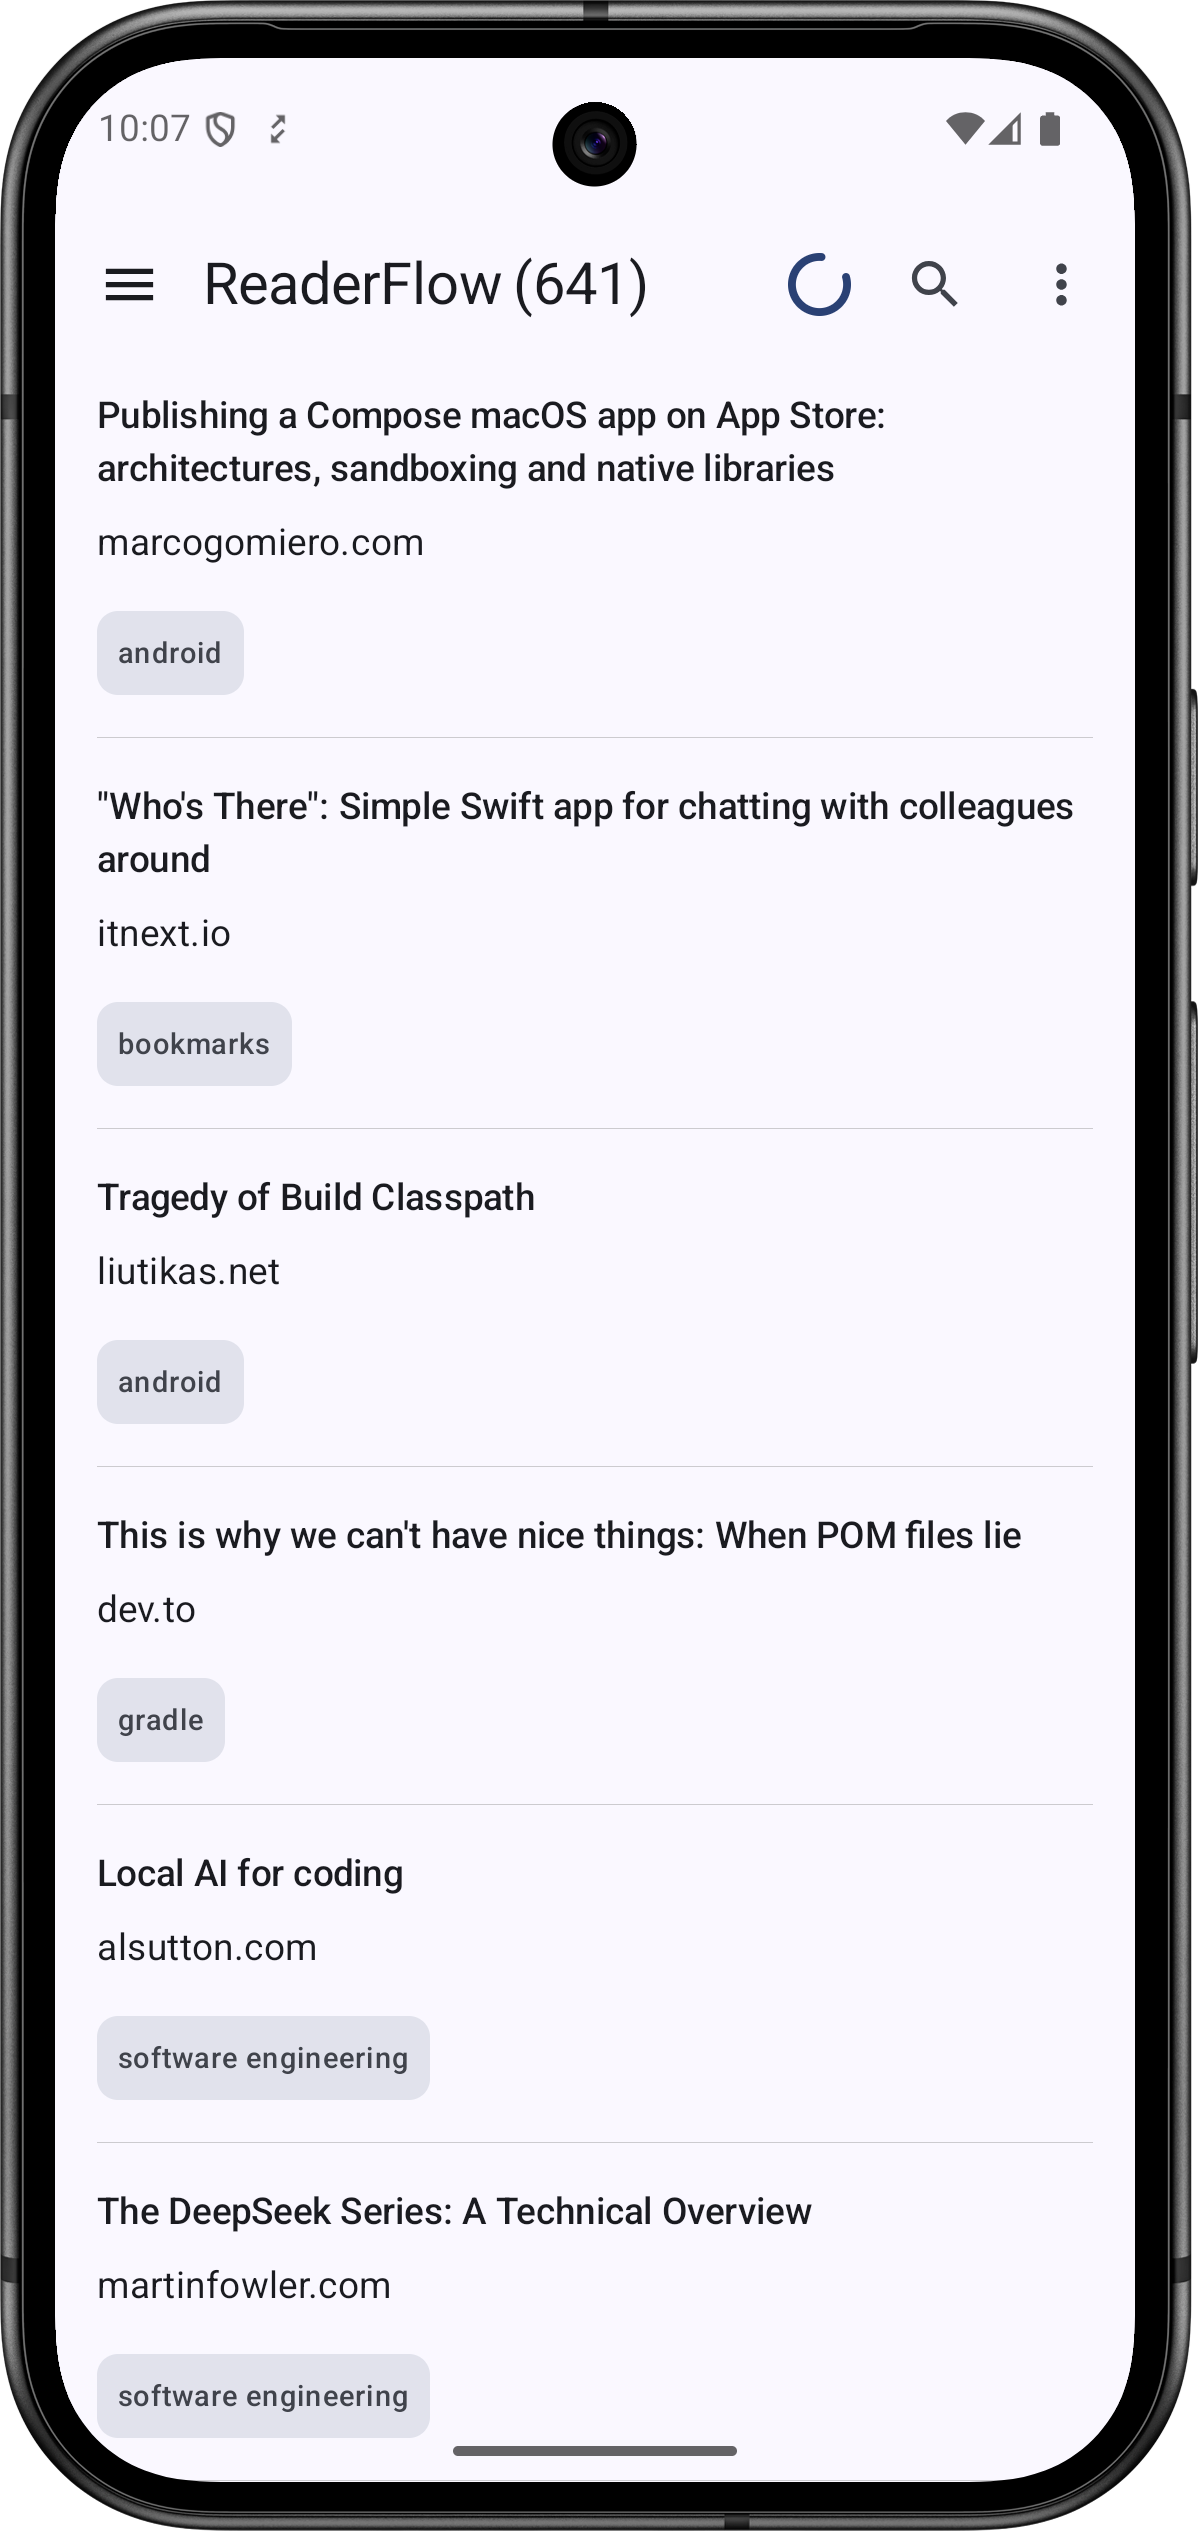 10:07
ReaderFlow (641)
Publishing a Compose macOS app on App Store:
architectures, sandboxing and native libraries
marcogomiero.com
android
"Who's There": Simple Swift app for chatting with colleagues
around
itnext.io
bookmarks
Tragedy of Build Classpath
liutikas.net
android
This is why we can't have nice things: When POM files lie
dev.to
gradle
Local AI for coding
alsutton.com
software engineering
The DeepSeek Series: A Technical Overview
martinfowler.com
software engineering